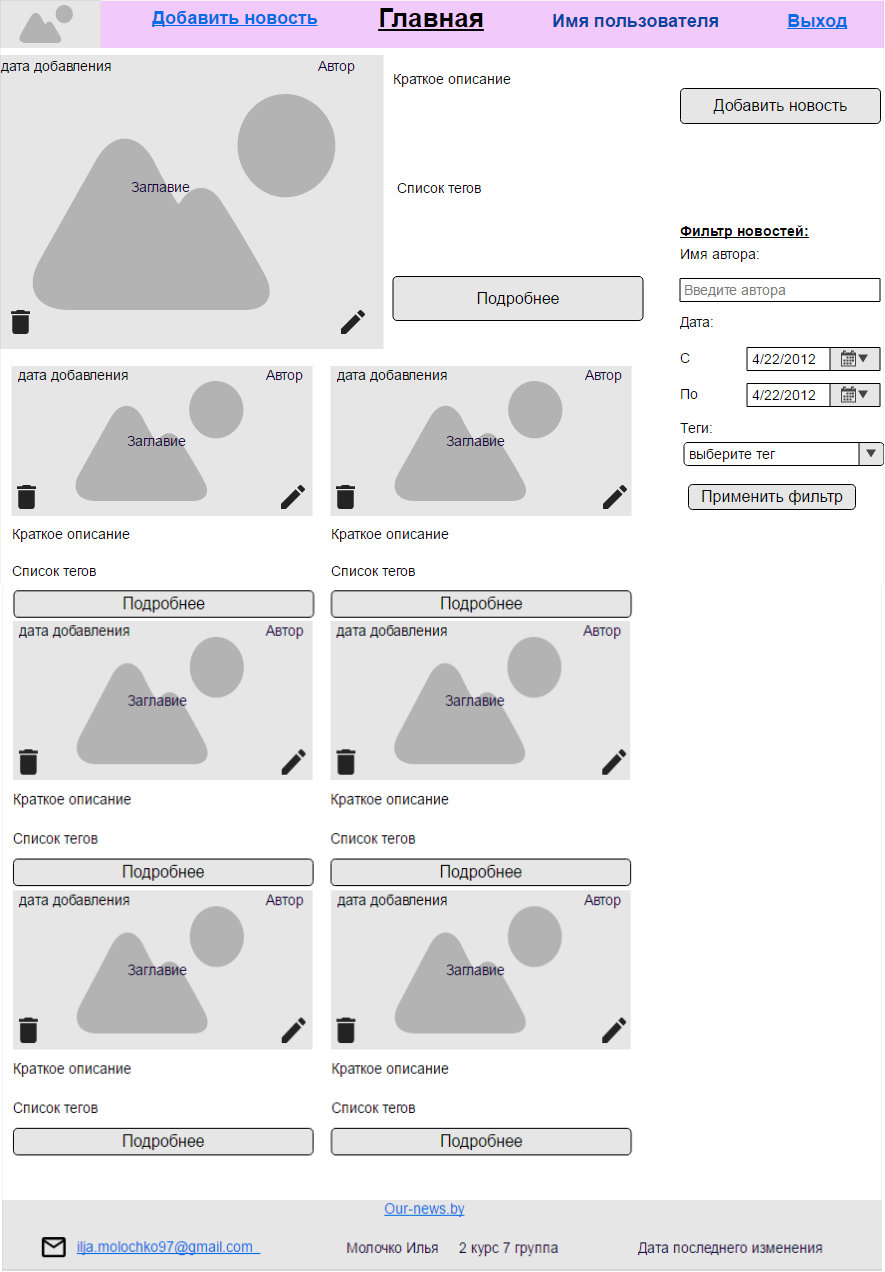 Добавить новость
Главная
Имя пользователя
Выход
дата добавления
Автор
Заглавие
Краткое описание
Список тегов
Подробнее
Добавить новость
Фильтр новостей:
Имя автора:
Введите автора
Дата:
С
4/22/2012
По
4/22/2012
Теги:
выберите тег
Применить фильтр
дата добавления
Автор
Заглавие
Краткое описание
Список тегов
Подробнее
дата добавления
Автор
Заглавие
Краткое описание
Список тегов
Подробнее
дата добавления
Автор
Заглавие
Краткое описание
Список тегов
Подробнее
дата добавления
Автор
Заглавие
Краткое описание
Список тегов
Подробнее
дата добавления
Автор
Заглавие
Краткое описание
Список тегов
Подробнее
дата добавления
Автор
Заглавие
Краткое описание
Список тегов
Подробнее
Our-news.by
ilja.molochko97@gmail.com
Молочко Илья 2 курс 7 группа
Дата последнего изменения